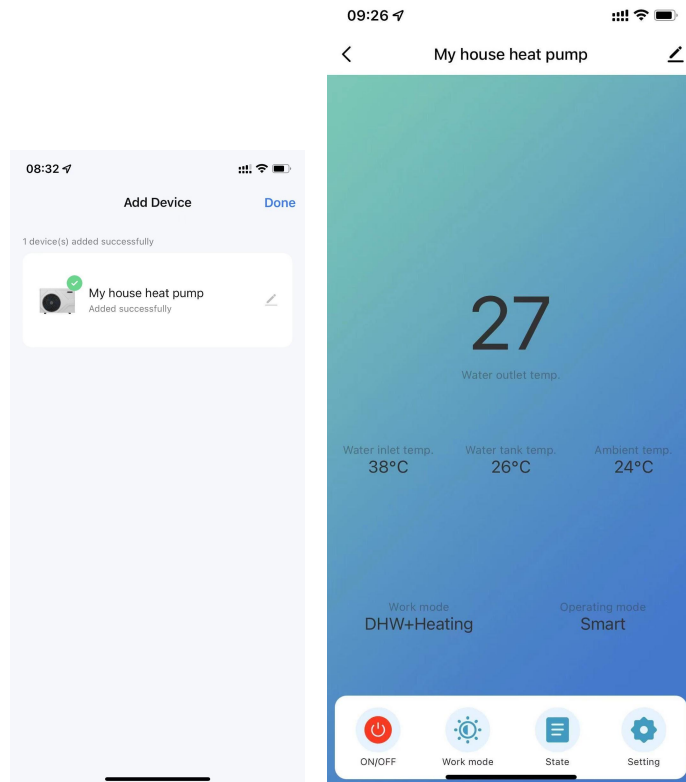 08:32
Add Device
Done
1 device(s) added successfully
My house heat pump
Added successfully
09:26
My house heat pump
27
Water outlet temp.
Water inlet temp.
Water tank temp.
Ambient temp.
38°C
26°C
24°C
Work mode
Operating mode
DHW+Heating
Smart
ON/OFF
Work mode
State
Setting